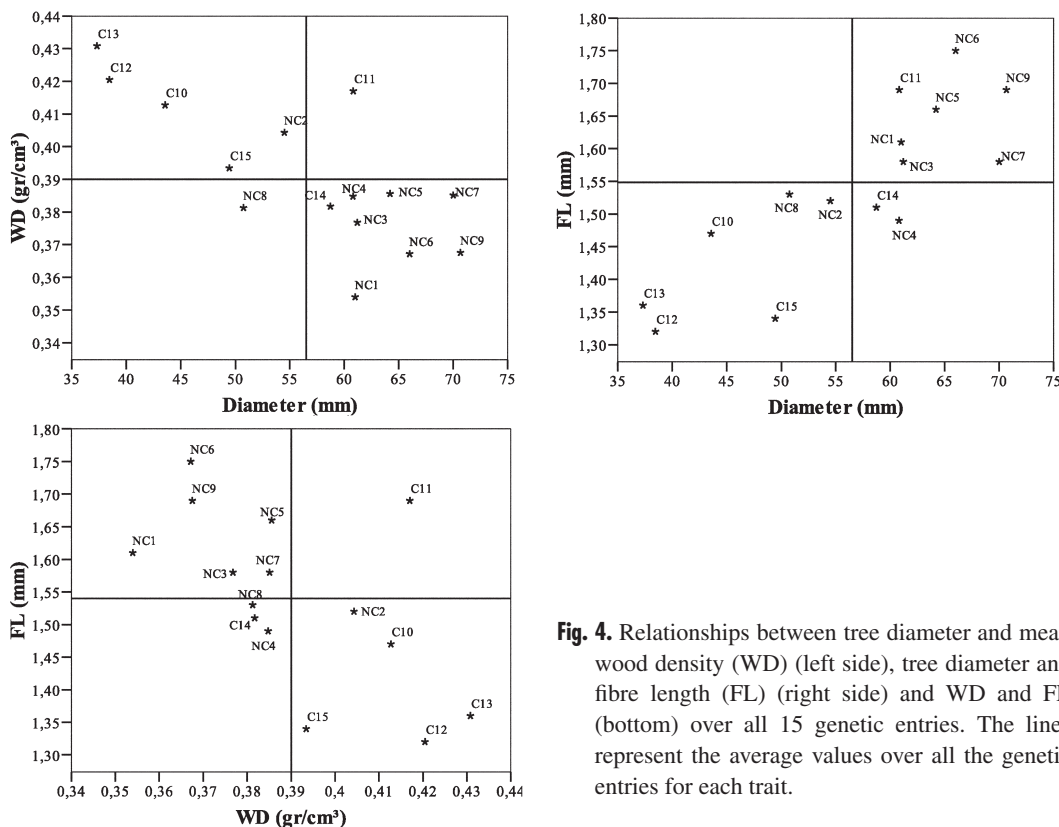 0,44
0,43
0,42
0,41
0,40
0,39
0,38
0,37
0,36
0,35
0,34
WD (gr/cm³)
C13
C12
C10
C11
NC2
C15
NC8
C14
NC4
NC5
NC7
NC3
NC6
NC9
NC1
35 40 45 50 55 60 65 70 75
Diameter (mm)
1,80
1,75
1,70
1,65
1,60
1,55
1,50
1,45
1,40
1,35
1,30
FL (mm)
NC6
C11
NC9
NC5
NC1
NC3
NC7
NC8
NC2
C14
NC4
C10
C13
C12
C15
35 40 45 50 55 60 65 70 75
Diameter (mm)
1,80
1,75
1,70
1,65
1,60
1,55
1,50
1,45
1,40
1,35
1,30
FL (mm)
NC6
NC9
C11
NC5
NC1
NC3
NC7
NC8
C14
NC4
NC2
C10
C15
C13
C12
0,34 0,35 0,36 0,37 0,38 0,39 0,4 0,41 0,42 0,43 0,44
WD (gr/cm³)
Fig. 4. Relationships between tree diameter and mea
wood density (WD) (left side), tree diameter an
fibre length (FL) (right side) and WD and F
(bottom) over all 15 genetic entries. The line
represent the average values over all the geneti
entries for each trait.